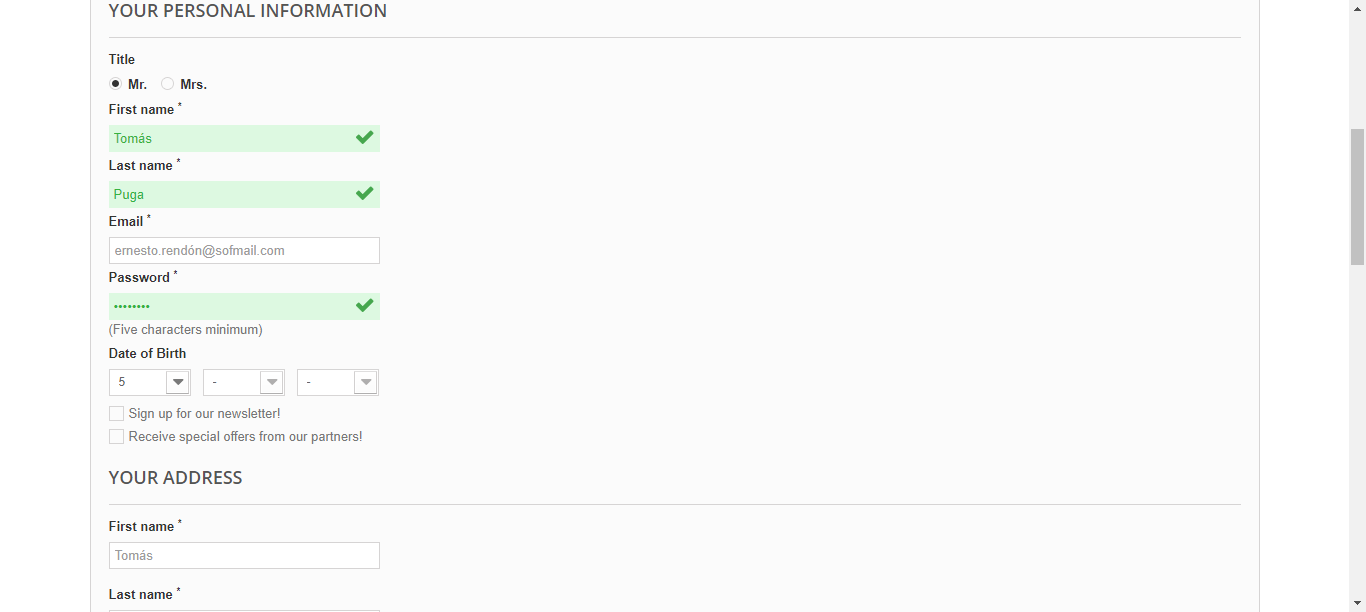 YOUR PERSONAL INFORMATION
Title
Mr. Mrs.
First name *
Tomás
Last name *
Puga
Email *
ernesto.rendón@sofmail.com
Password *
••••••••
(Five characters minimum)
Date of Birth
5 - -
Sign up for our newsletter!
Receive special offers from our partners!
YOUR ADDRESS
First name *
Tomás
Last name *